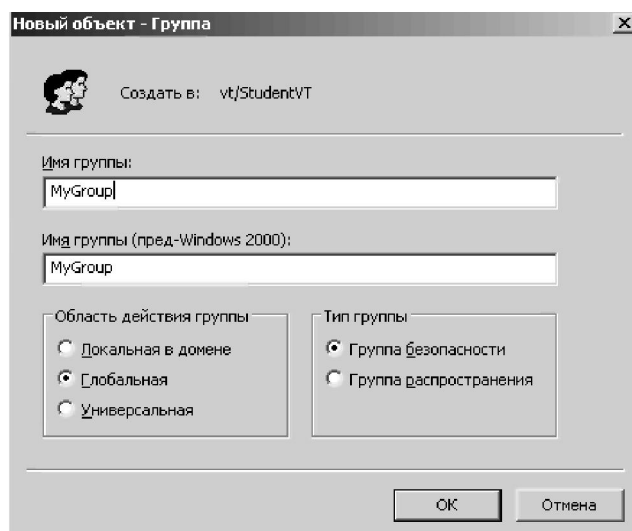 Новый объект - Группа
Создать в: vt/StudentVT
Имя группы:
MyGroup
Имя группы (пред-Windows 2000):
MyGroup
Область действия группы
Локальная в домене
Глобальная
Универсальная
Тип группы
Группа безопасности
Группа распространения
OK
Отмена